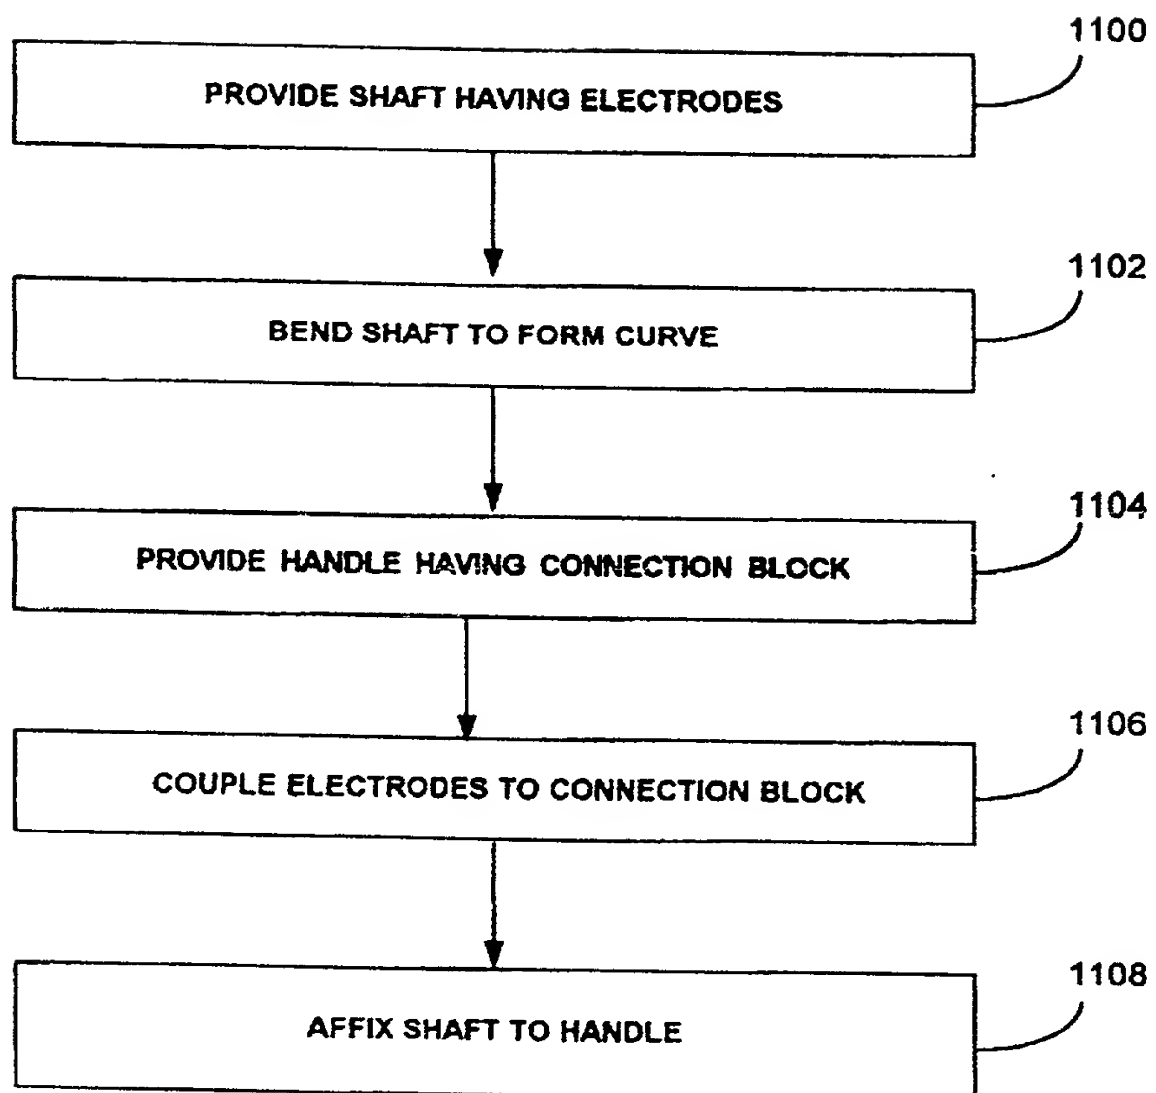 1100
PROVIDE SHAFT HAVING ELECTRODES
1102
BEND SHAFT TO FORM CURVE
1104
PROVIDE HANDLE HAVING CONNECTION BLOCK
1106
COUPLE ELECTRODES TO CONNECTION BLOCK
1108
AFFIX SHAFT TO HANDLE